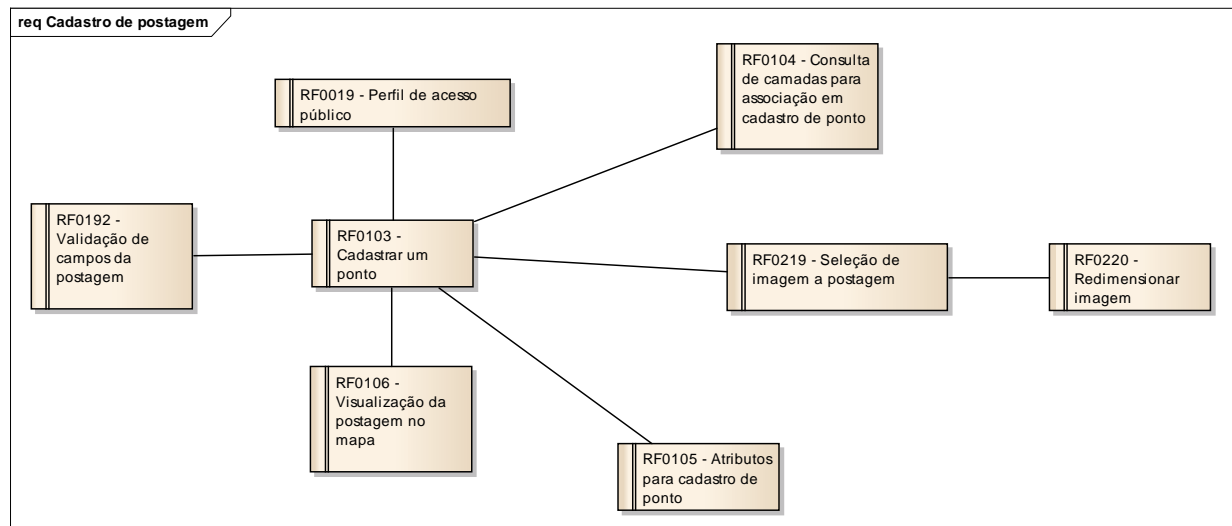 req Cadastro de postagem
RF0019 - Perfil de acesso
público
RF0104 - Consulta
de camadas para
associação em
cadastro de ponto
RF0192 -
Validação de
campos da
postagem
RF0103 -
Cadastrar um
ponto
RF0219 - Seleção de
imagem a postagem
RF0220 -
Redimensionar
imagem
RF0106 -
Visualização da
postagem no
mapa
RF0105 - Atributos
para cadastro de
ponto